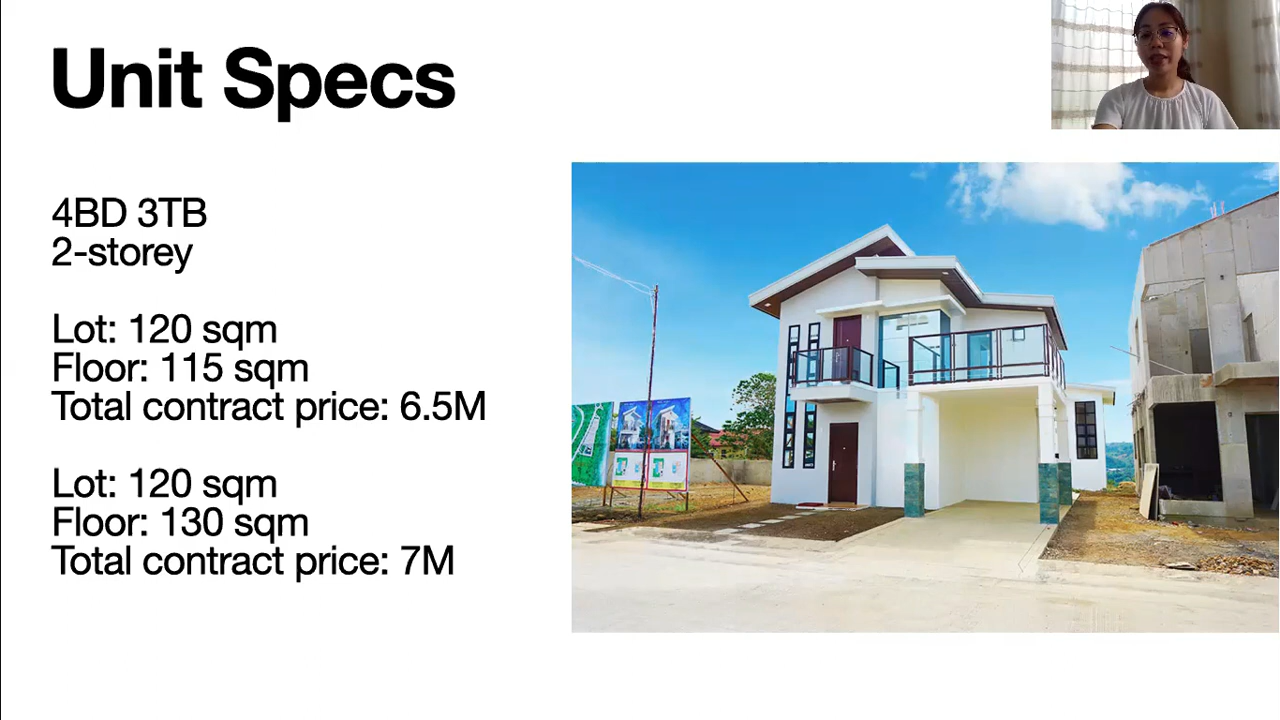 Unit Specs
4BD 3TB
2-storey
Lot: 120 sqm
Floor: 115 sqm
Total contract price: 6.5M
Lot: 120 sqm
Floor: 130 sqm
Total contract price: 7M